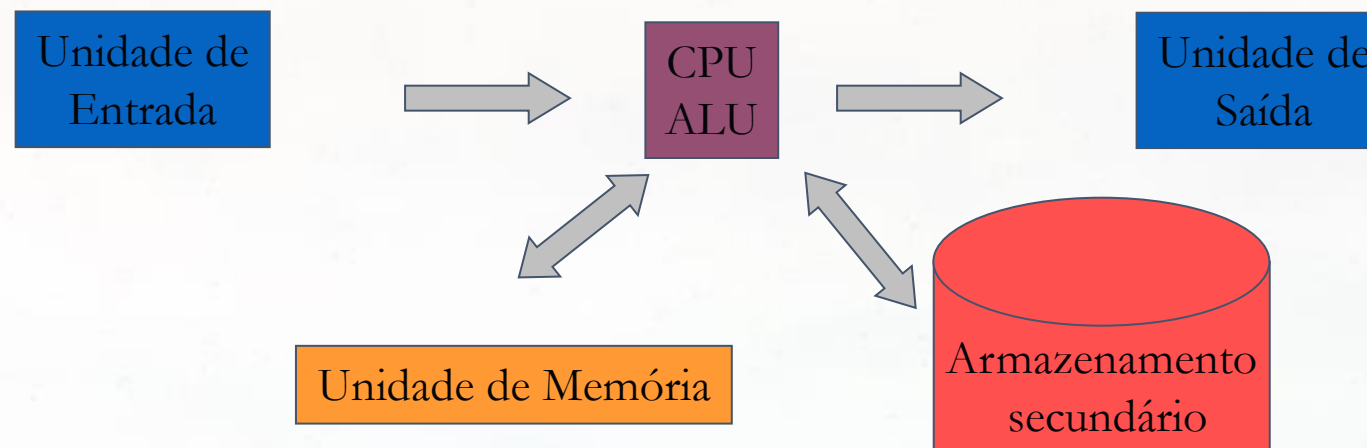 Unidade de
Entrada
CPU
ALU
Unidade de
Saída
Unidade de Memória
Armazenamento
secundário